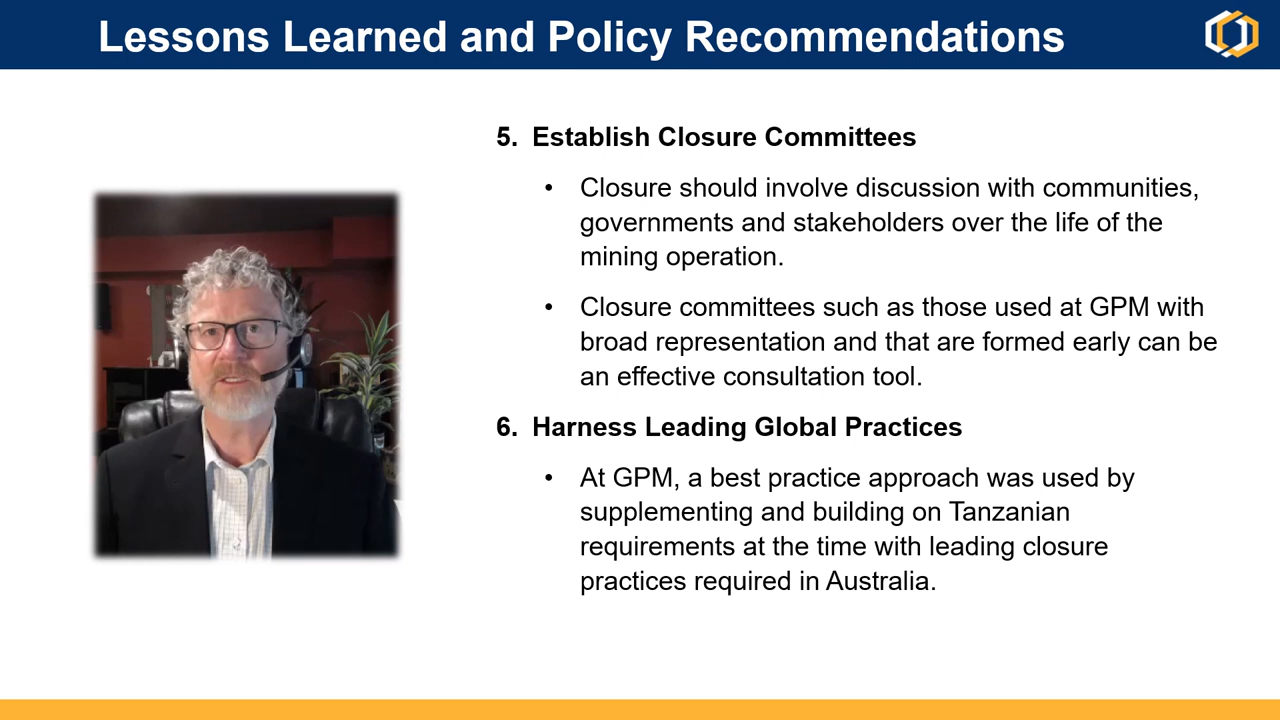 Lessons Learned and Policy Recommendations
5. Establish Closure Committees
• Closure should involve discussion with communities,
governments and stakeholders over the life of the
mining operation.
• Closure committees such as those used at GPM with
broad representation and that are formed early can be
an effective consultation tool.
6. Harness Leading Global Practices
• At GPM, a best practice approach was used by
supplementing and building on Tanzanian
requirements at the time with leading closure
practices required in Australia.